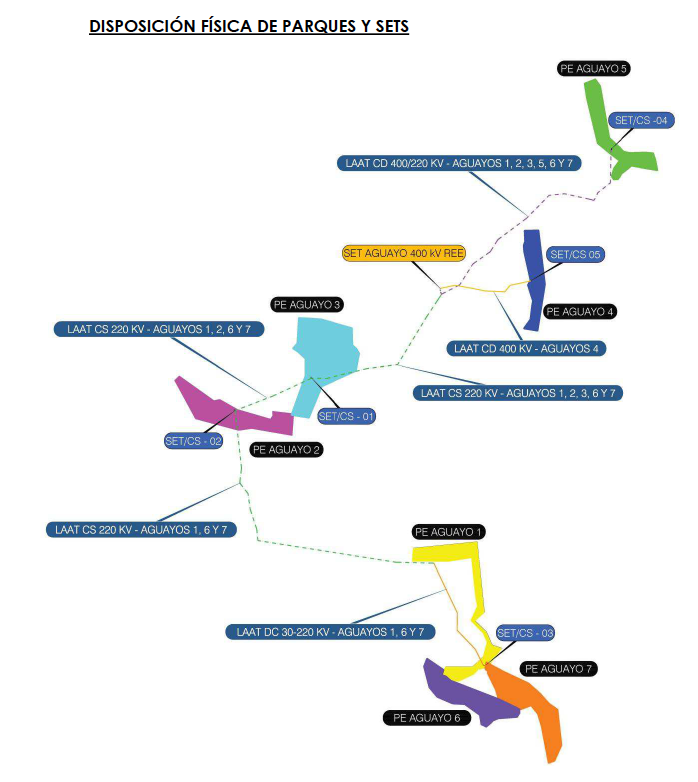 DISPOSICIÓN FÍSICA DE PARQUES Y SETS
PE AGUAYO 5
SET/CS -04
LAAT CD 400/220 KV - AGUAYOS 1, 2, 3, 5, 6 Y 7
SET AGUAYO 400 kV REE
SET/CS 05
PE AGUAYO 3
PE AGUAYO 4
LAAT CS 220 KV - AGUAYOS 1, 2, 6 Y 7
LAAT CD 400 KV - AGUAYOS 4
LAAT CS 220 KV - AGUAYOS 1, 2, 3, 6 Y 7
SET/CS - 01
SET/CS - 02
PE AGUAYO 2
LAAT CS 220 KV - AGUAYOS 1, 6 Y 7
PE AGUAYO 1
LAAT DC 30-220 KV - AGUAYOS 1, 6 Y 7
SET/CS - 03
PE AGUAYO 7
PE AGUAYO 6